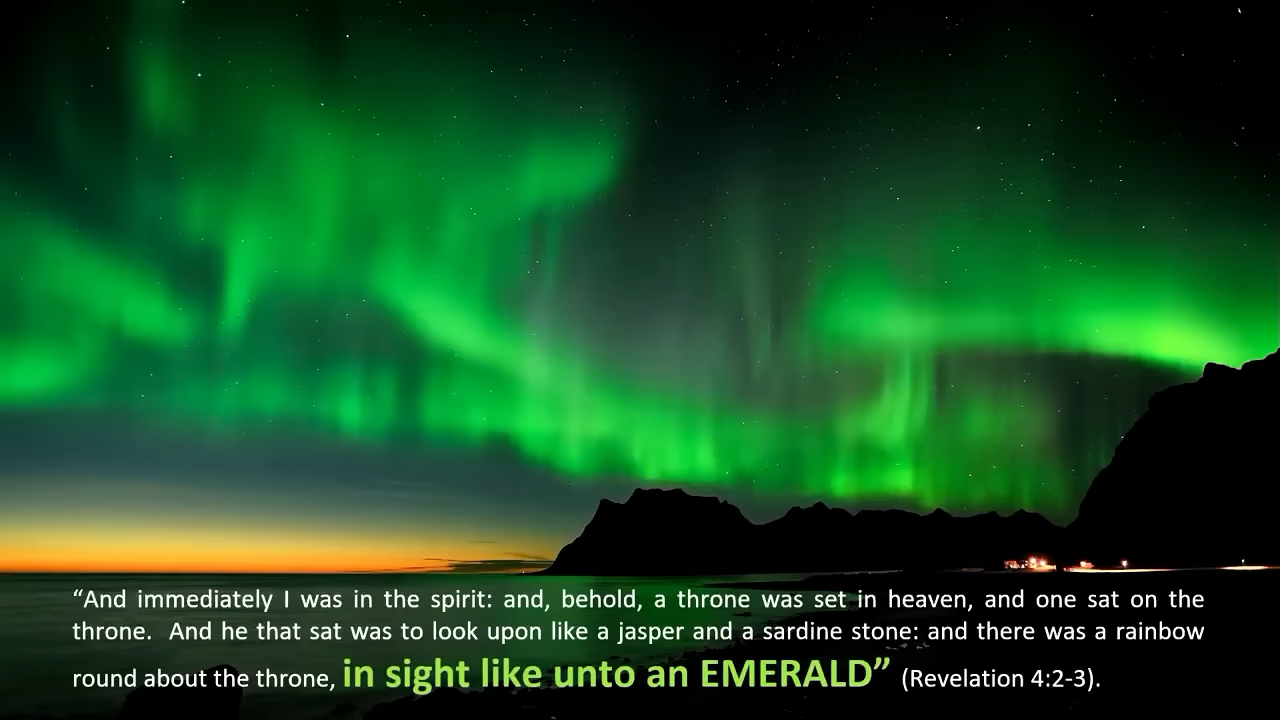 “And immediately I was in the spirit: and, behold, a throne was set in heaven, and one sat on the
throne.  And he that sat was to look upon like a jasper and a sardine stone: and there was a rainbow
round about the throne, in sight like unto an EMERALD” (Revelation 4:2-3).